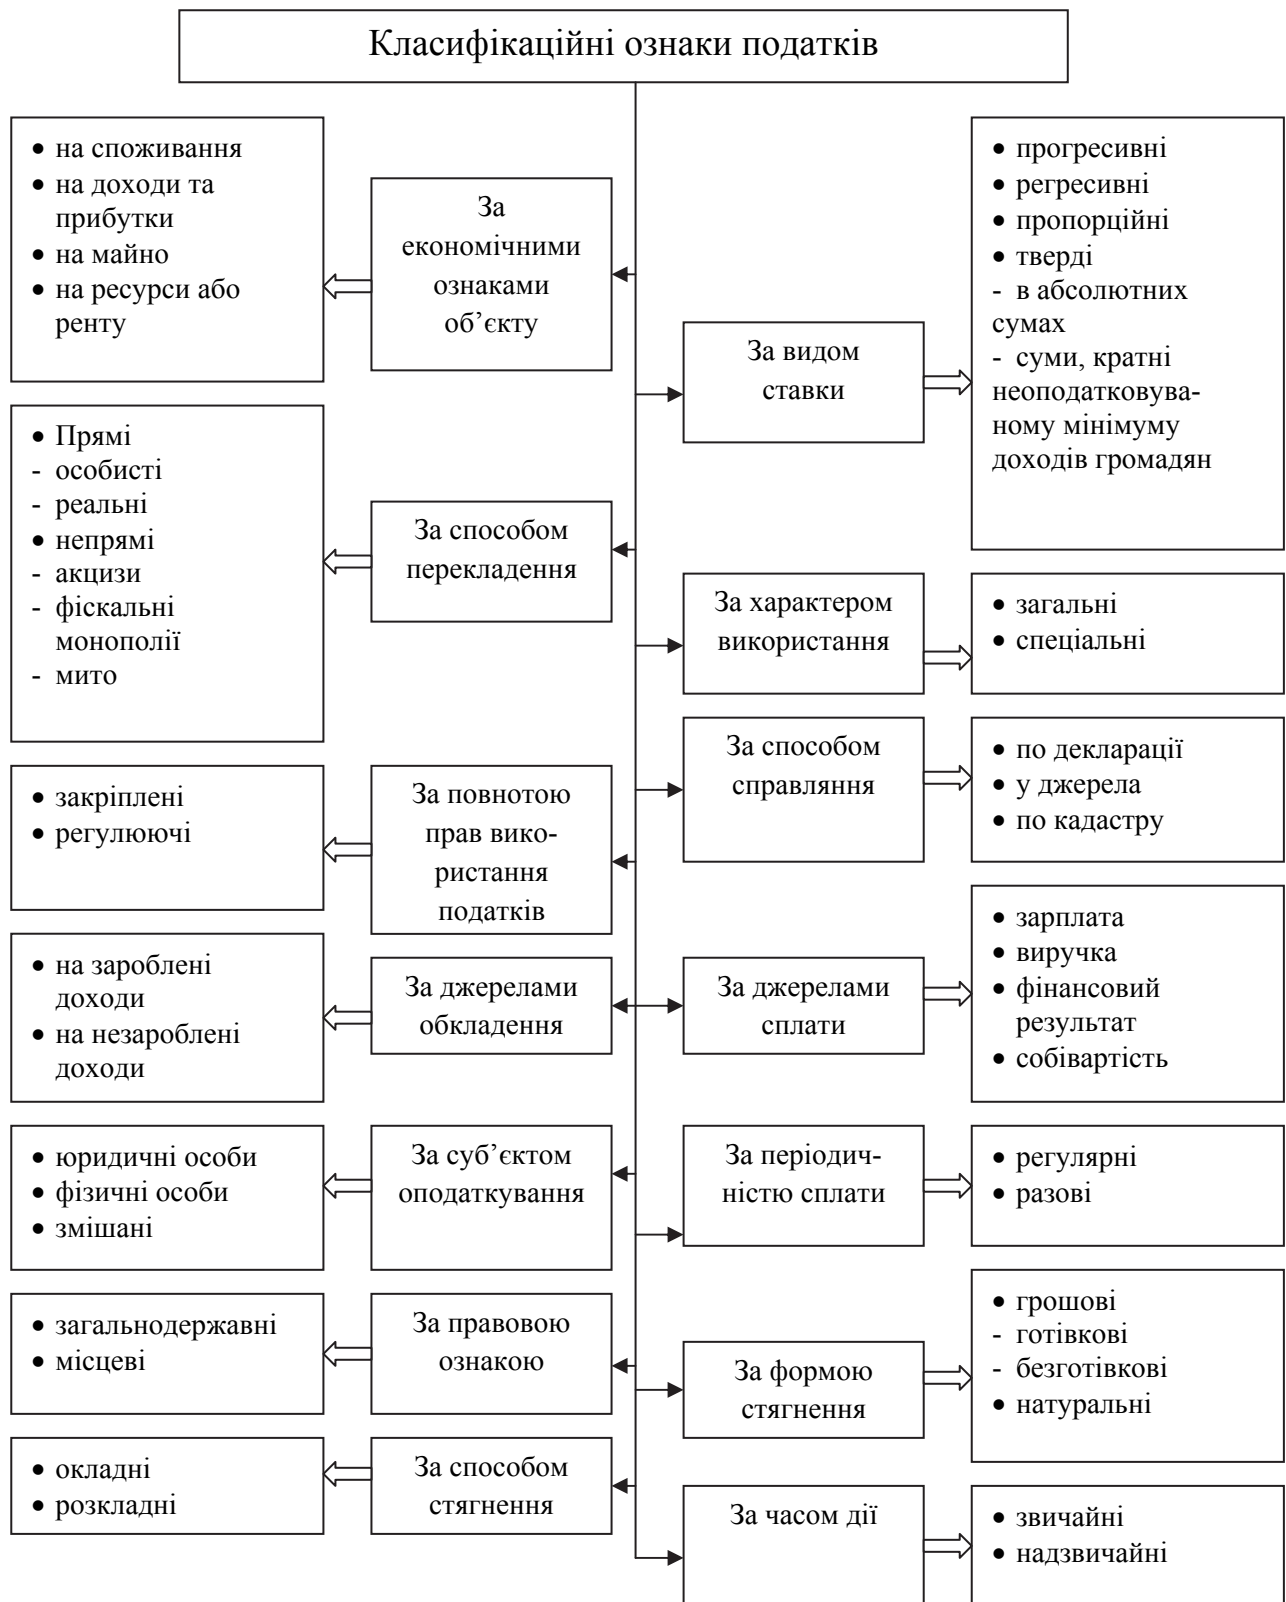 Класифікаційні ознаки податків
• на споживання
• на доходи та
прибутки
• на майно
• на ресурси або
ренту
За
економічними
ознаками
об’єкту
За видом
ставки
• прогресивні
• регресивні
• пропорційні
• тверді
- в абсолютних
сумах
- суми, кратні
неоподатковува-
ному мінімуму
доходів громадян
• Прямі
- особисті
- реальні
• непрямі
- акцизи
- фіскальні
монополії
- мито
За способом
перекладення
За характером
використання
• загальні
• спеціальні
За способом
справляння
• по декларації
• у джерела
• по кадастру
• закріплені
• регулюючі
За повнотою
прав вико-
ристання
податків
• на зароблені
доходи
• на незароблені
доходи
За джерелами
обкладення
За джерелами
сплати
• зарплата
• виручка
• фінансовий
результат
• собівартість
• юридичні особи
• фізичні особи
• змішані
За суб’єктом
оподаткування
За періодич-
ністю сплати
• регулярні
• разові
• загальнодержавні
• місцеві
За правовою
ознакою
За формою
стягнення
• грошові
- готівкові
- безготівкові
• натуральні
• окладні
• розкладні
За способом
стягнення
За часом дії
• звичайні
• надзвичайні